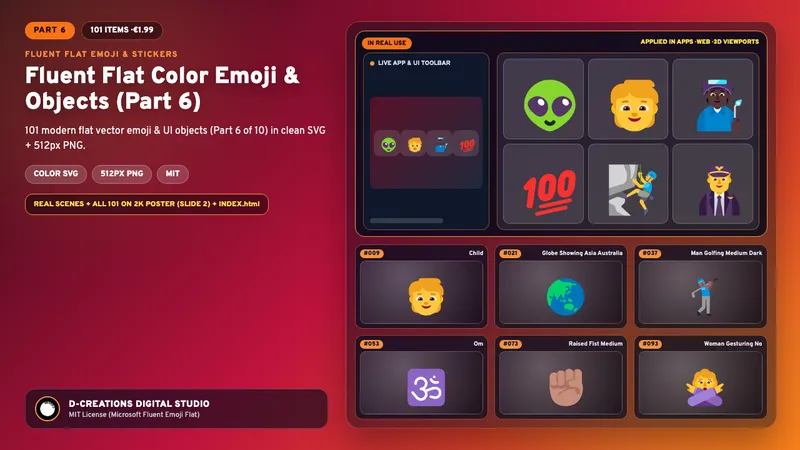 PART 6
101 ITEMS · €1.99
FLUENT FLAT EMOJI & STICKERS
Fluent Flat Color Emoji &
Objects (Part 6)
101 modern flat vector emoji & UI objects (Part 6 of 10) in clean SVG
+ 512px PNG.
COLOR SVG
512PX PNG
MIT
REAL SCENES + ALL 101 ON 2K POSTER (SLIDE 2) + INDEX.html
D-CREATIONS DIGITAL STUDIO
MIT License (Microsoft Fluent Emoji Flat)
IN REAL USE
APPLIED IN APPS · WEB · 3D VIEWPORTS
LIVE APP & UI TOOLBAR
100
100
#009
Child
#021
Globe Showing Asia Australia
#037
Man Golfing Medium Dark
#053
Om
ॐ
#073
Raised Fist Medium
#093
Woman Gesturing No